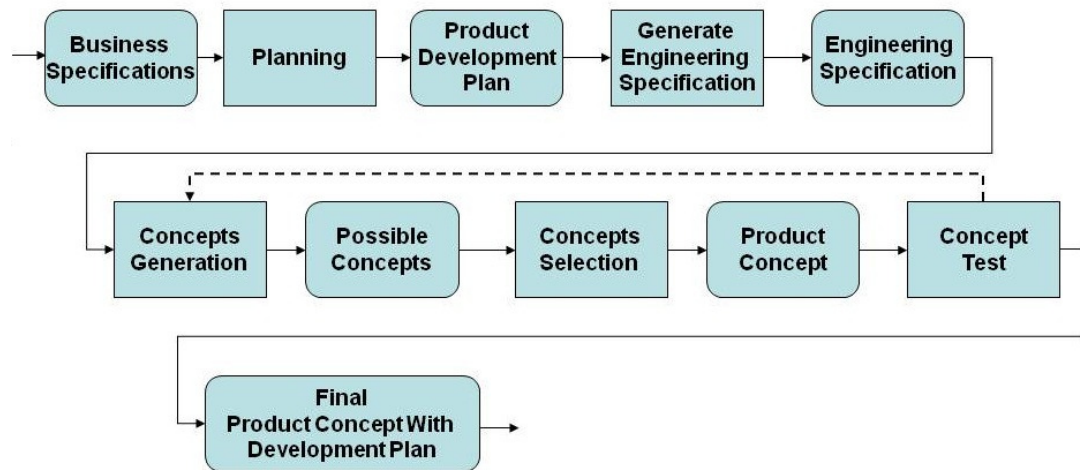 Business
Specifications
Planning
Product
Development
Plan
Generate
Engineering
Specification
Engineering
Specification
Concepts
Generation
Possible
Concepts
Concepts
Selection
Product
Concept
Concept
Test
Final
Product Concept With
Development Plan